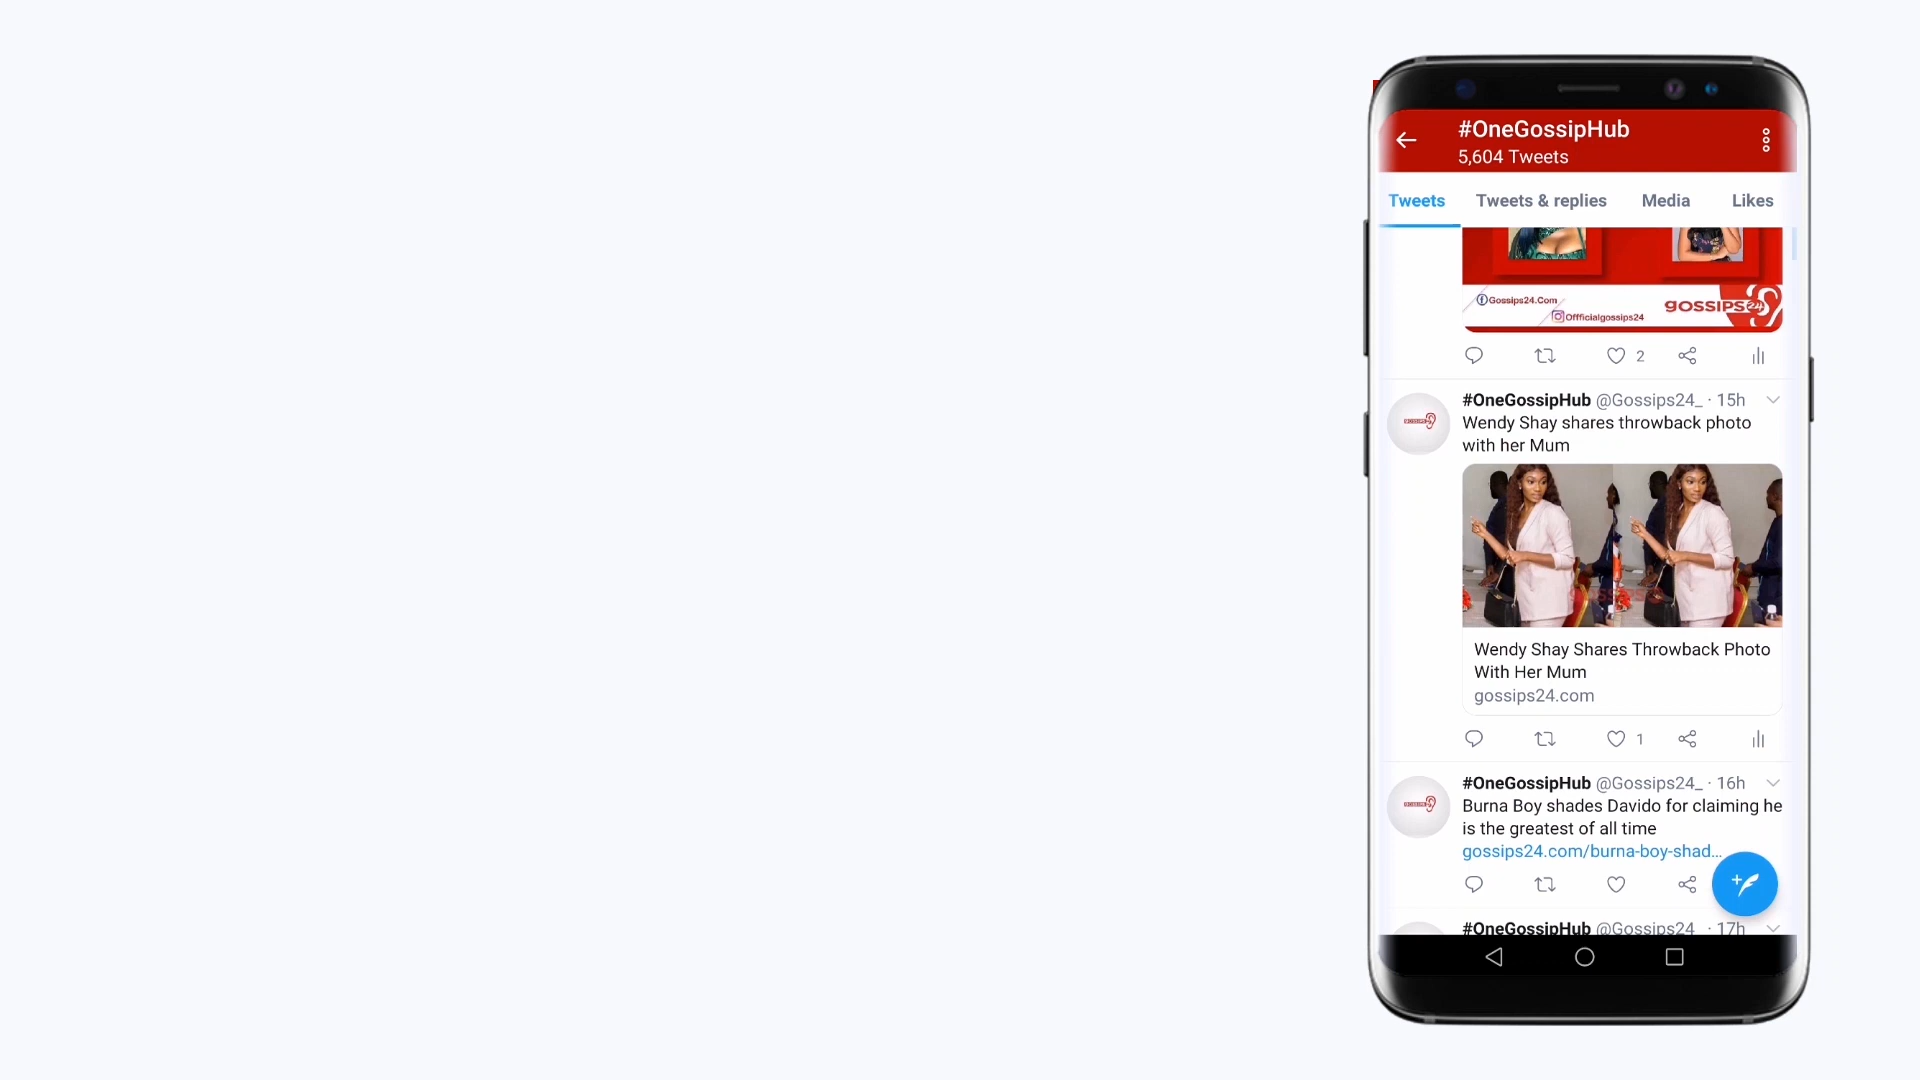 #OneGossipHub
5,604 Tweets
Tweets Tweets & replies Media Likes
Gossips24.Com
gossips24
Offficialgossips24
2
#OneGossipHub @Gossips24_ · 15h
Wendy Shay shares throwback photo
with her Mum
Wendy Shay Shares Throwback Photo
With Her Mum
gossips24.com
1
#OneGossipHub @Gossips24_ · 16h
Burna Boy shades Davido for claiming he
is the greatest of all time
gossips24.com/burna-boy-shad...
#OneGossipHub @Gossips24_ · 17h